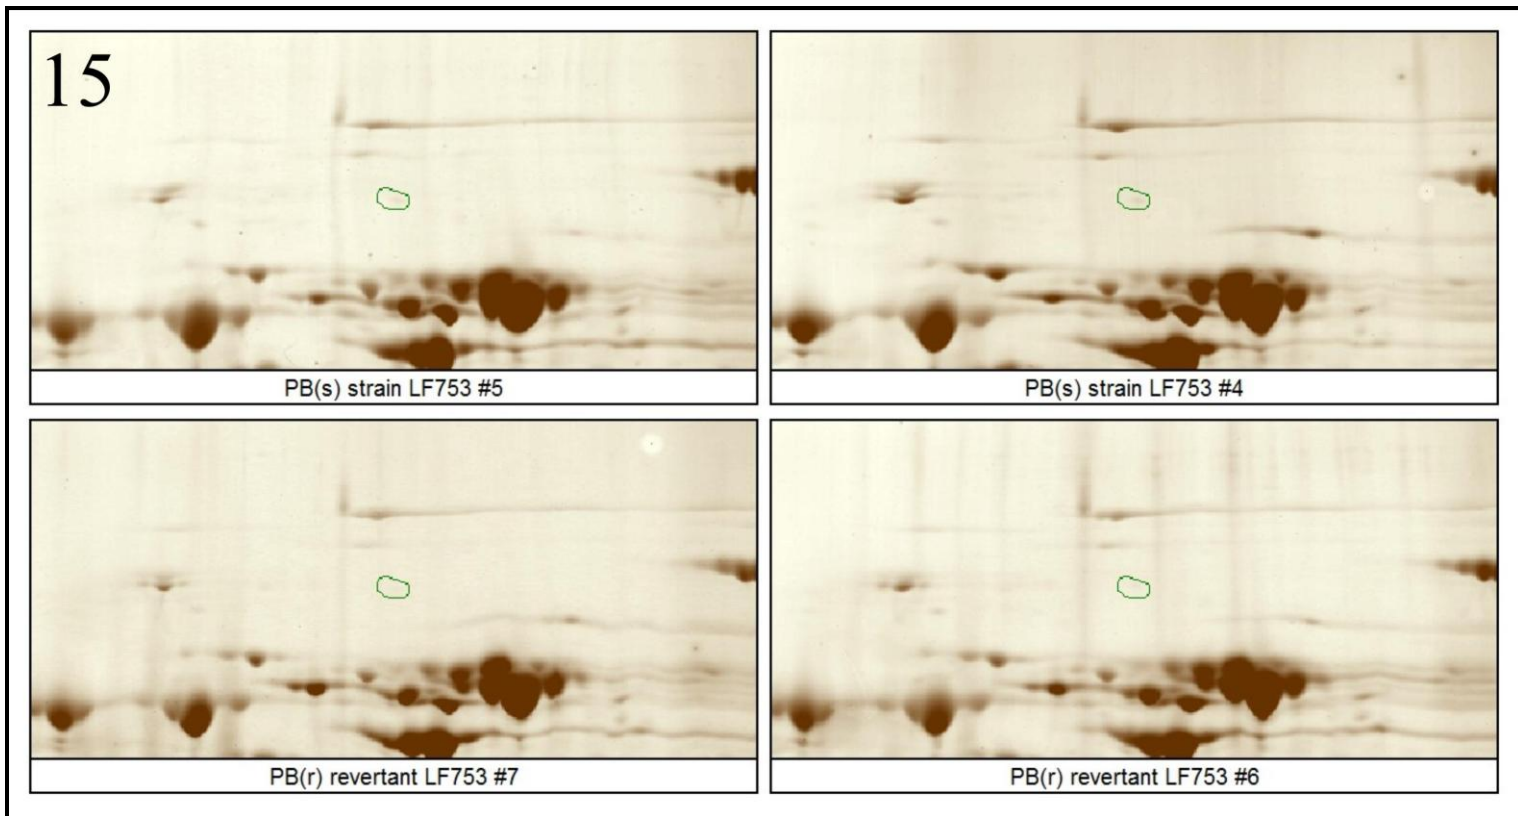 15
PB(s) strain LF753 #5
PB(s) strain LF753 #4
PB(r) revertant LF753 #7
PB(r) revertant LF753 #6